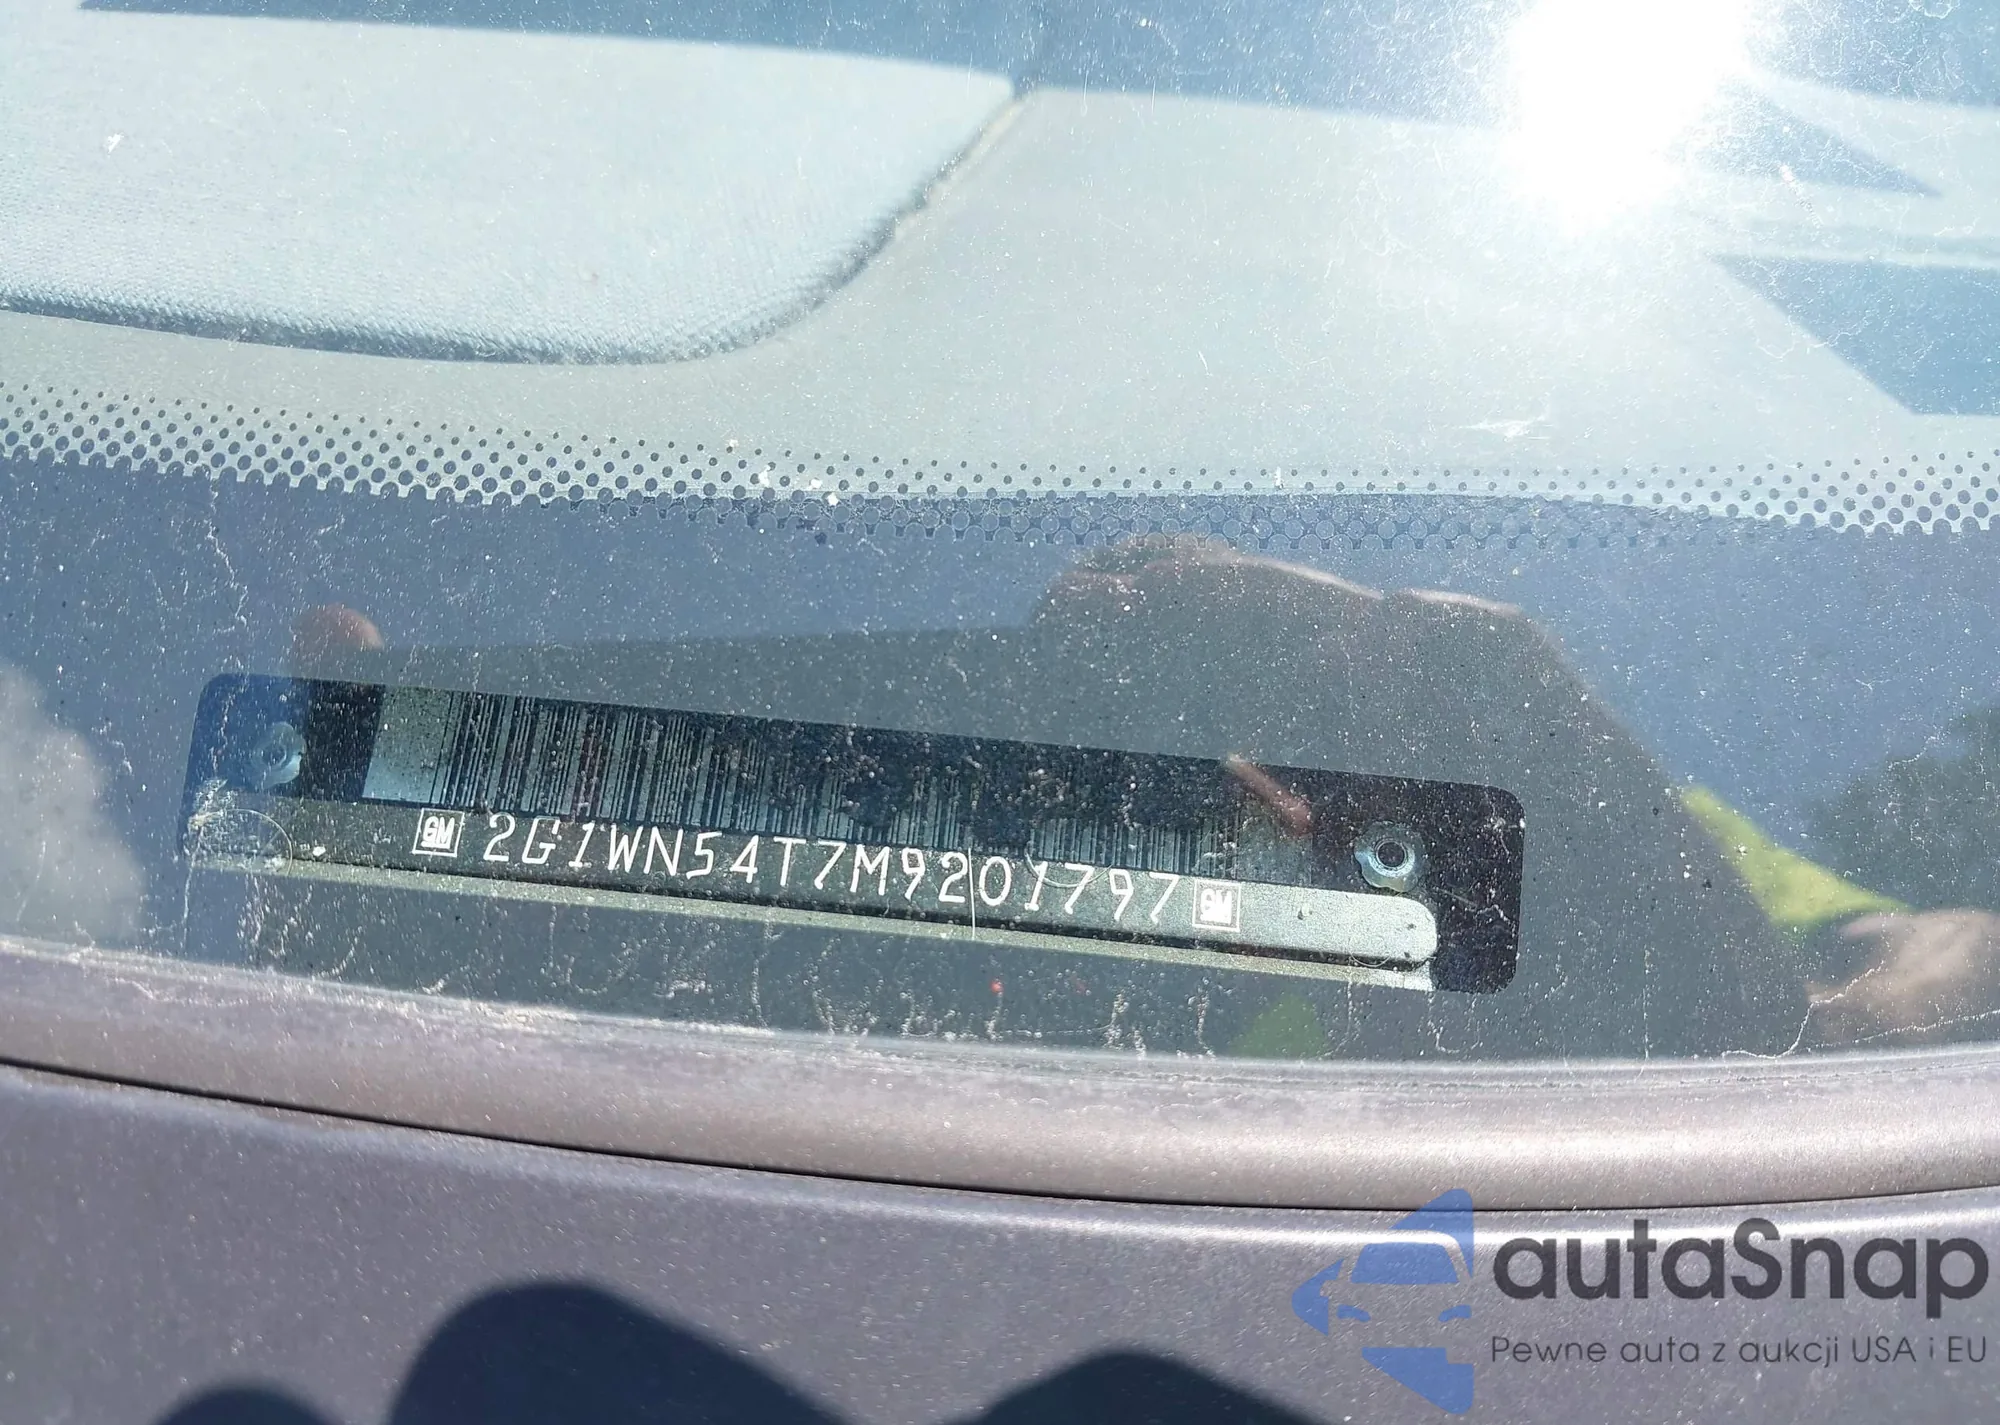 GM 2G1WN54T7M9201797 GM
autaSnap
Pewne auta z aukcji USA i EU